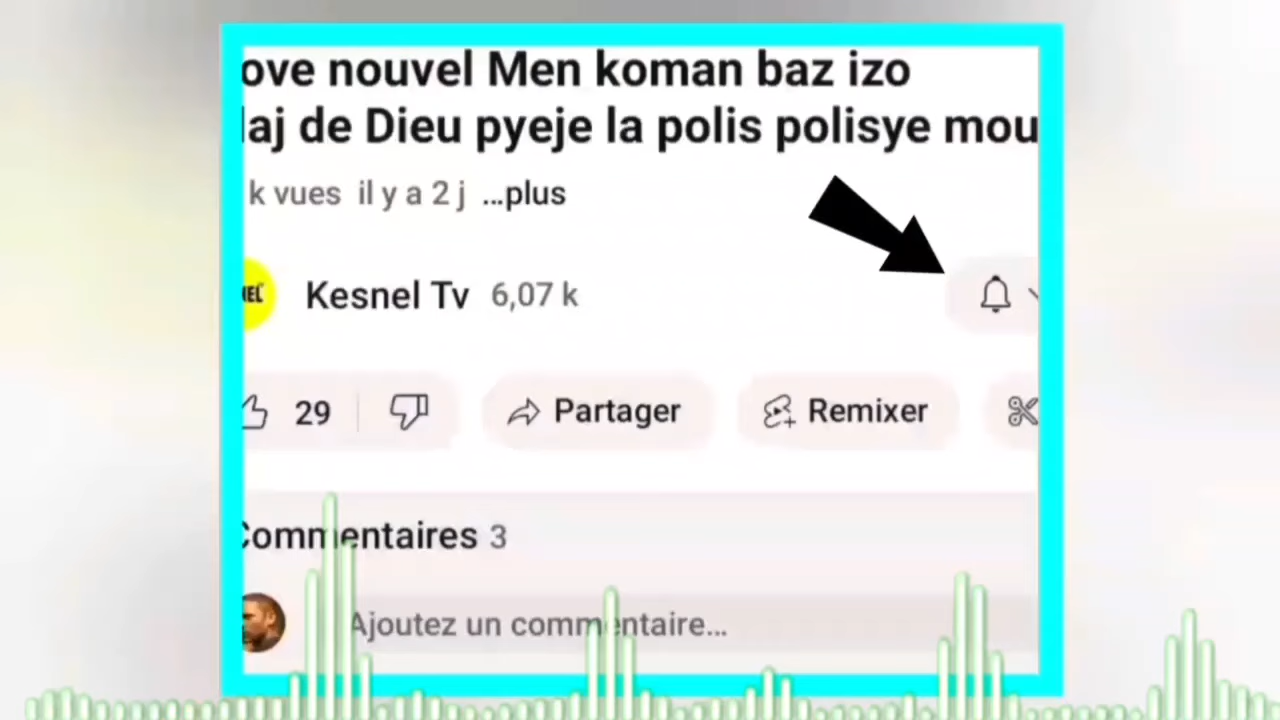 ove nouvel Men koman baz izo
laj de Dieu pyeje la polis polisye mou
k vues il y a 2 j ...plus
NEL
Kesnel Tv 6,07 k
29
Partager
Remixer
Commentaires 3
Ajoutez un commentaire...